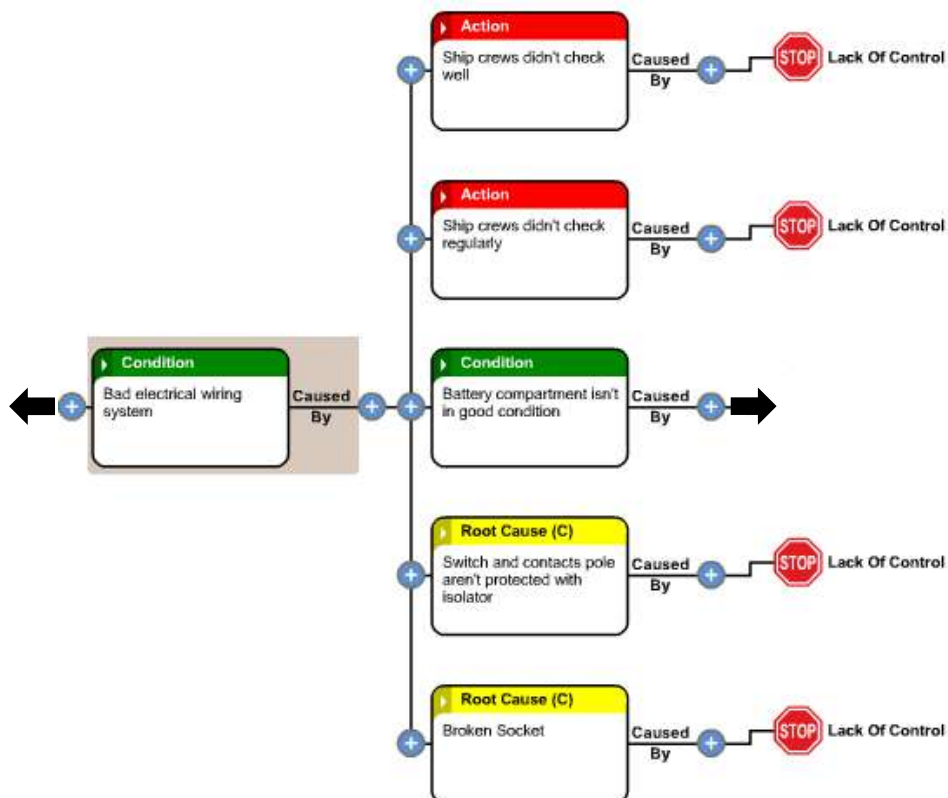 Action
Ship crews didn't check
well
Caused
By
STOP
Lack Of Control
Action
Ship crews didn't check
regularly
Caused
By
STOP
Lack Of Control
Condition
Bad electrical wiring
system
Caused
By
Condition
Battery compartment isn't
in good condition
Caused
By
Root Cause (C)
Switch and contacts pole
aren't protected with
isolator
Caused
By
STOP
Lack Of Control
Root Cause (C)
Broken Socket
Caused
By
STOP
Lack Of Control